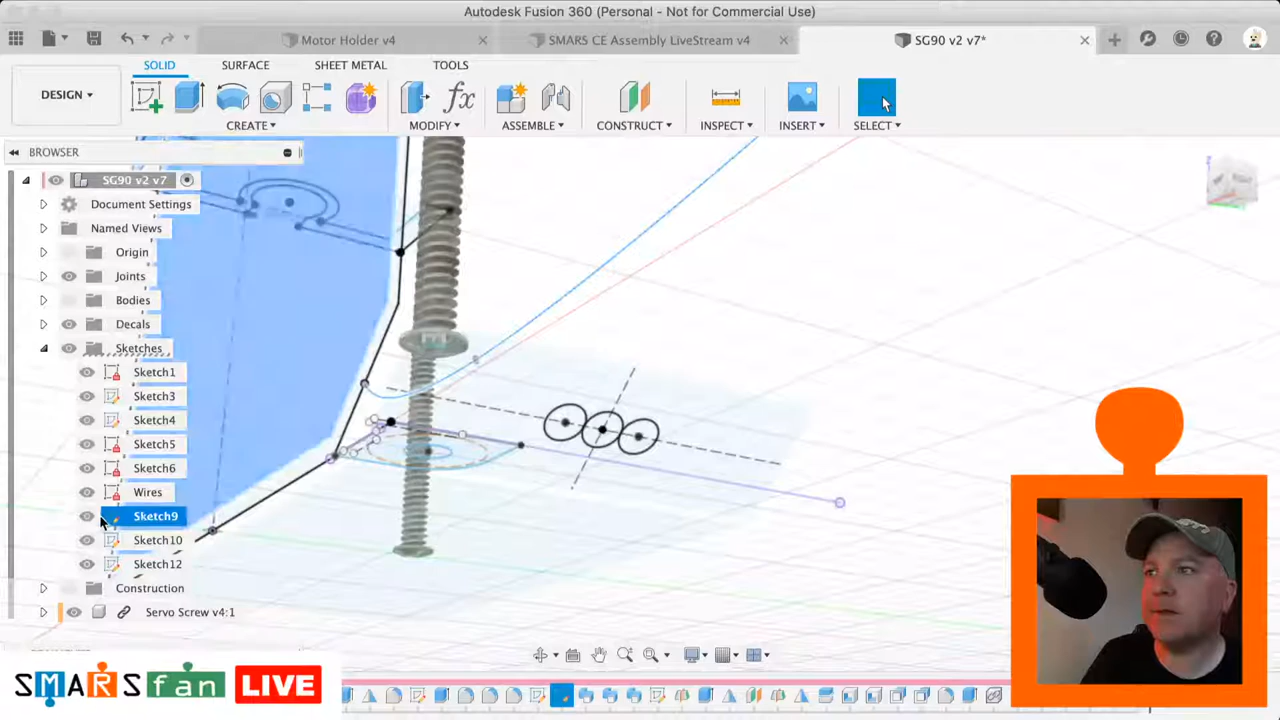 Autodesk Fusion 360 (Personal - Not for Commercial Use)
Motor Holder v4
SMARS CE Assembly LiveStream v4
SG90 v2 v7*
DESIGN
SOLID
SURFACE
SHEET METAL
TOOLS
CREATE
MODIFY
ASSEMBLE
CONSTRUCT
INSPECT
INSERT
SELECT
BROWSER
SG90 v2 v7
Document Settings
Named Views
Origin
Joints
Bodies
Decals
Sketches
Sketch1
Sketch3
Sketch4
Sketch5
Sketch6
Wires
Sketch9
Sketch10
Sketch12
Construction
Servo Screw v4:1
SMARS fan LIVE